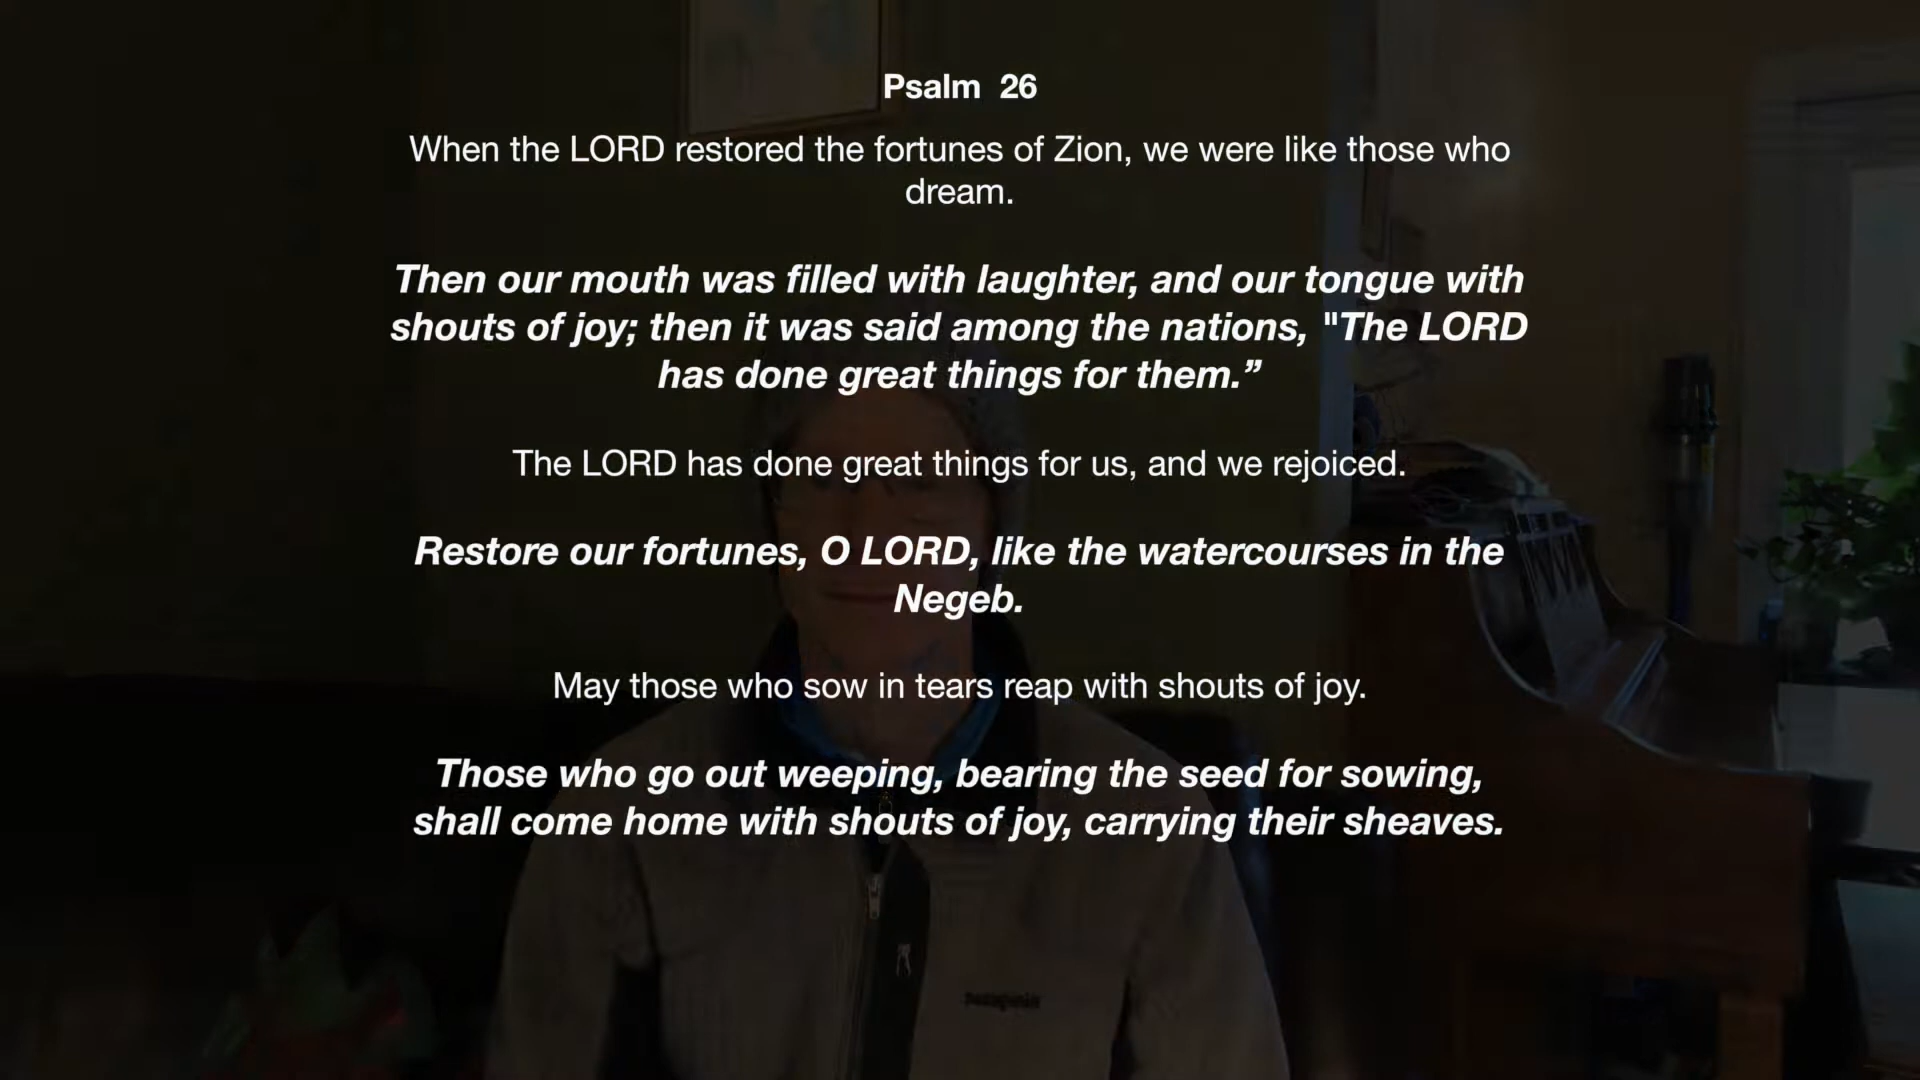 Psalm  26
When the LORD restored the fortunes of Zion, we were like those who
dream.
Then our mouth was filled with laughter, and our tongue with
shouts of joy; then it was said among the nations, "The LORD
has done great things for them.”
The LORD has done great things for us, and we rejoiced.
Restore our fortunes, O LORD, like the watercourses in the
Negeb.
May those who sow in tears reap with shouts of joy.
Those who go out weeping, bearing the seed for sowing,
shall come home with shouts of joy, carrying their sheaves.